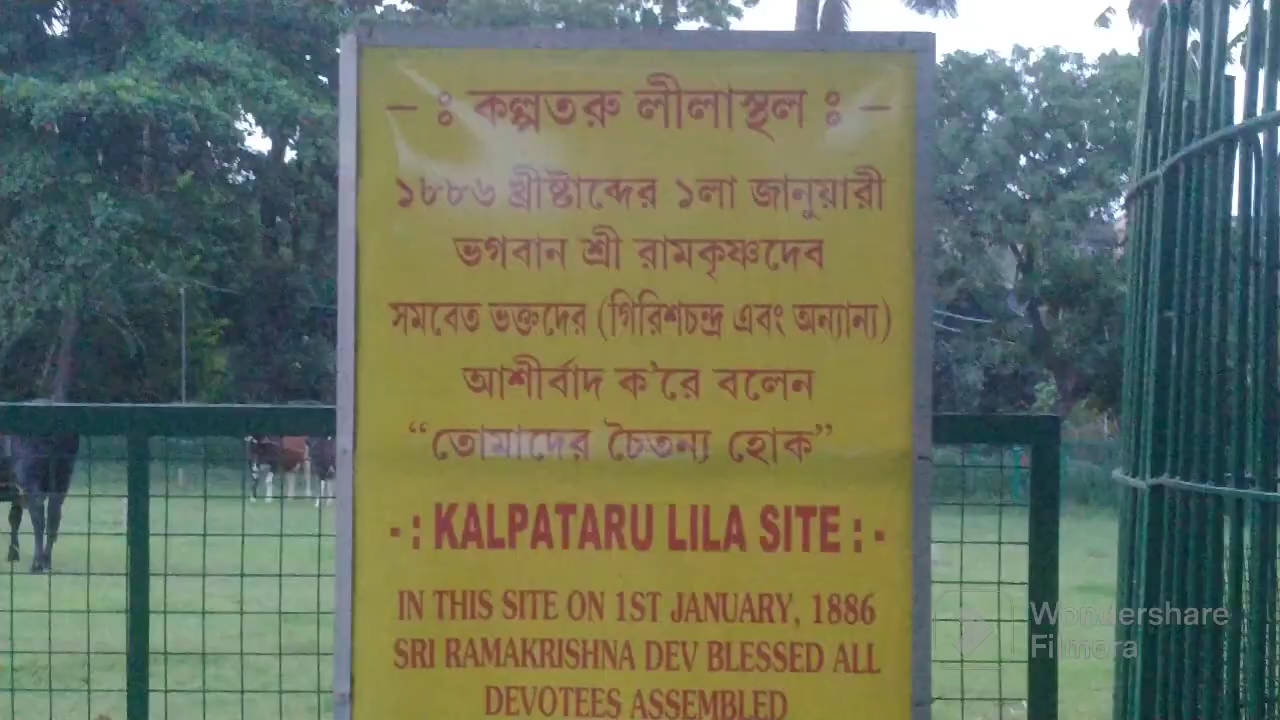 – ঃ কল্পতরু লীলাস্থল ঃ –
১৮৮৬ খ্রীষ্টাব্দের ১লা জানুয়ারী
ভগবান শ্রী রামকৃষ্ণদেব
সমবেত ভক্তদের (গিরিশচন্দ্র এবং অন্যান্য)
আশীর্বাদ ক'রে বলেন
“তোমাদের চৈতন্য হোক”
- : KALPATARU LILA SITE : -
IN THIS SITE ON 1ST JANUARY, 1886
SRI RAMAKRISHNA DEV BLESSED ALL
DEVOTEES ASSEMBLED
Wondershare
Filmora